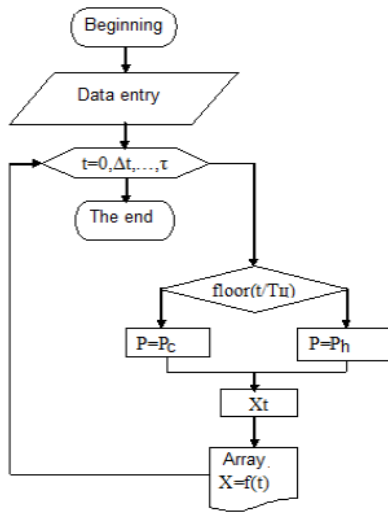 Beginning
Data entry
t=0,Δt,...,τ
The end
floor(t/Tц)
P=Pc
P=Ph
Xt
Array.
X=f(t)